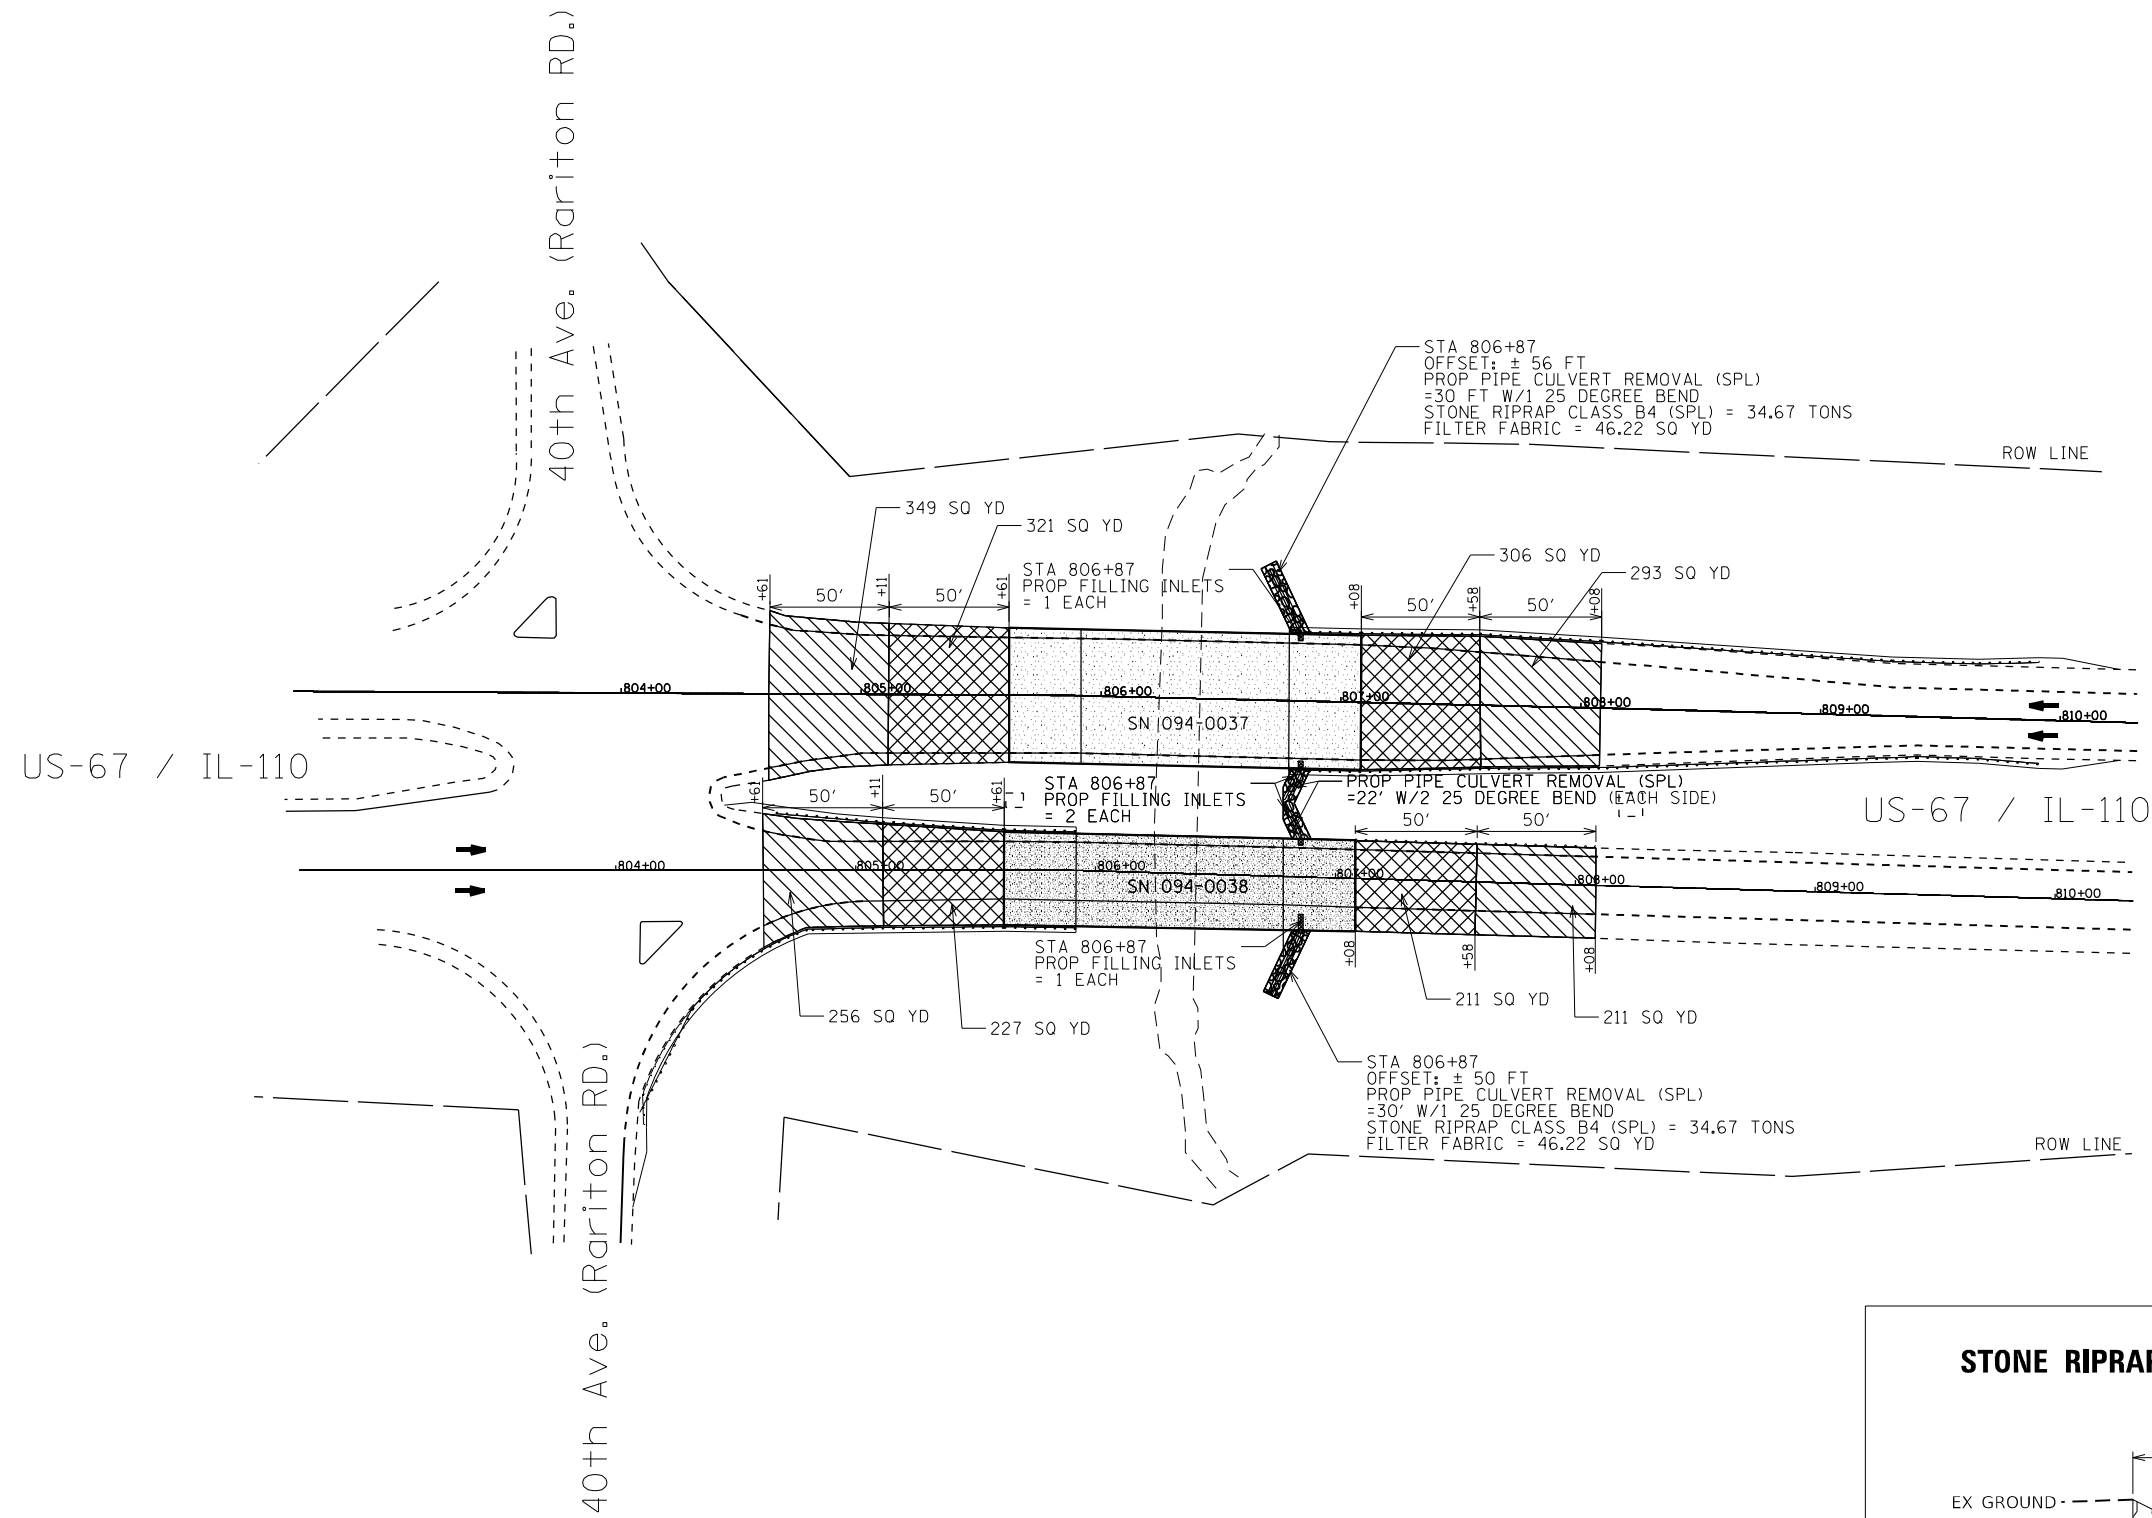 40th Ave. (Rariton RD.)
STA 806+87
OFFSET: ± 56 FT
PROP PIPE CULVERT REMOVAL (SPL)
=30 FT W/1 25 DEGREE BEND
STONE RIPRAP CLASS B4 (SPL) = 34.67 TONS
FILTER FABRIC = 46.22 SQ YD
ROW LINE
349 SQ YD
321 SQ YD
306 SQ YD
293 SQ YD
STA 806+87
PROP FILLING INLETS
= 1 EACH
+61
50'
+11
50'
+61
+08
50'
+58
50'
+08
804+00
805+00
806+00
807+00
808+00
809+00
810+00
SN 094-0037
US-67 / IL-110
STA 806+87
PROP FILLING INLETS
= 2 EACH
PROP PIPE CULVERT REMOVAL (SPL)
=22' W/2 25 DEGREE BEND (EACH SIDE)
US-67 / IL-110
+61
50'
+11
50'
+61
50'
50'
804+00
805+00
806+00
807+00
808+00
809+00
810+00
SN 094-0038
+08
+58
+08
STA 806+87
PROP FILLING INLETS
= 1 EACH
256 SQ YD
227 SQ YD
211 SQ YD
211 SQ YD
STA 806+87
OFFSET: ± 50 FT
PROP PIPE CULVERT REMOVAL (SPL)
=30' W/1 25 DEGREE BEND
STONE RIPRAP CLASS B4 (SPL) = 34.67 TONS
FILTER FABRIC = 46.22 SQ YD
ROW LINE
40th Ave. (Rariton RD.)
STONE RIPRAP
EX GROUND